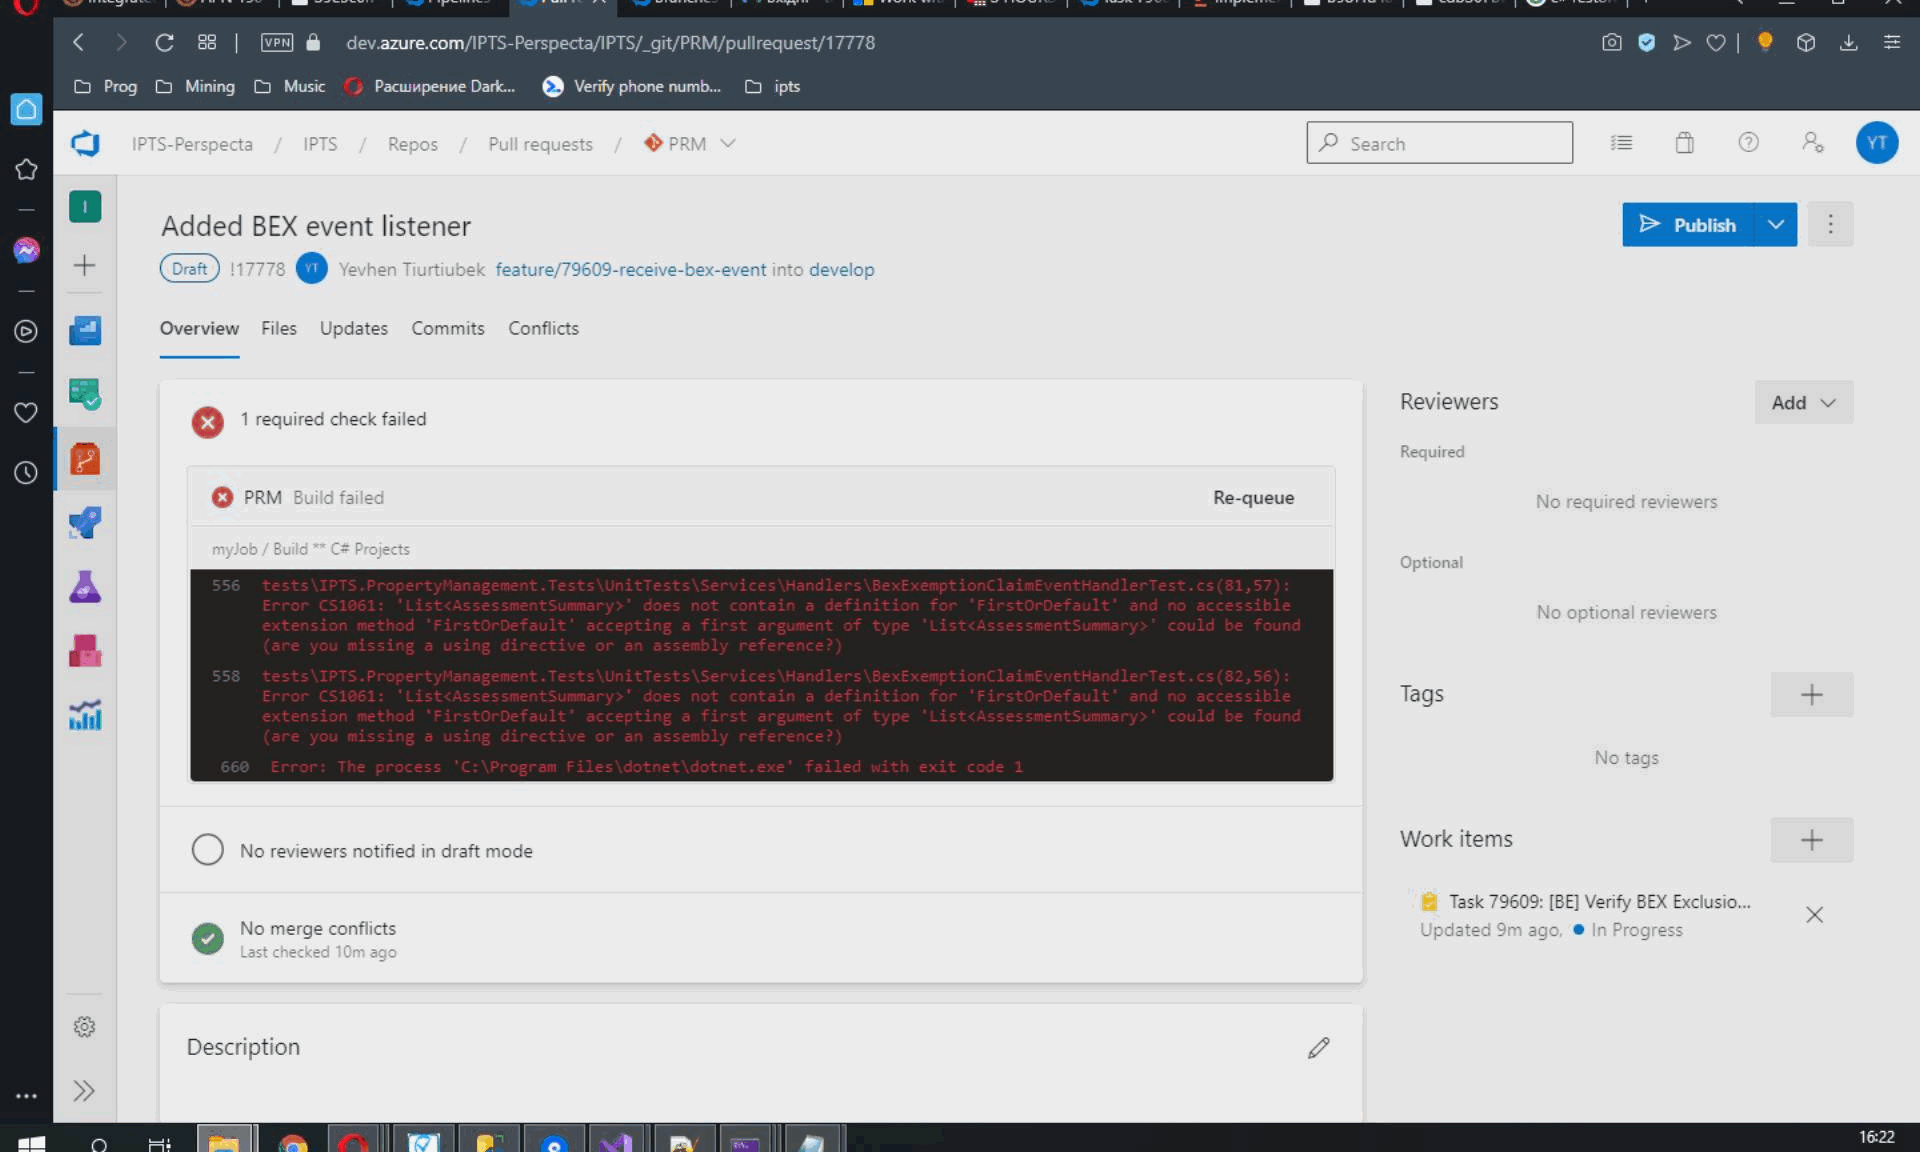 VPN dev.azure.com/IPTS-Perspecta/IPTS/_git/PRM/pullrequest/17778
Prog Mining Music Расширение Dark... Verify phone numb... ipts
IPTS-Perspecta / IPTS / Repos / Pull requests / PRM Search YT
I
Added BEX event listener
Publish
Draft !17778 YT Yevhen Tiurtiubek feature/79609-receive-bex-event into develop
Overview Files Updates Commits Conflicts
1 required check failed
PRM Build failed Re-queue
myJob / Build ** C# Projects
556 tests\IPTS.PropertyManagement.Tests\UnitTests\Services\Handlers\BexExemptionClaimEventHandlerTest.cs(81,57):
Error CS1061: 'List<AssessmentSummary>' does not contain a definition for 'FirstOrDefault' and no accessible
extension method 'FirstOrDefault' accepting a first argument of type 'List<AssessmentSummary>' could be found
(are you missing a using directive or an assembly reference?)
558 tests\IPTS.PropertyManagement.Tests\UnitTests\Services\Handlers\BexExemptionClaimEventHandlerTest.cs(82,56):
Error CS1061: 'List<AssessmentSummary>' does not contain a definition for 'FirstOrDefault' and no accessible
extension method 'FirstOrDefault' accepting a first argument of type 'List<AssessmentSummary>' could be found
(are you missing a using directive or an assembly reference?)
660 Error: The process 'C:\Program Files\dotnet\dotnet.exe' failed with exit code 1
No reviewers notified in draft mode
No merge conflicts
Last checked 10m ago
Description
Reviewers Add
Required
No required reviewers
Optional
No optional reviewers
Tags
No tags
Work items
Task 79609: [BE] Verify BEX Exclusio...
Updated 9m ago, In Progress
16:22